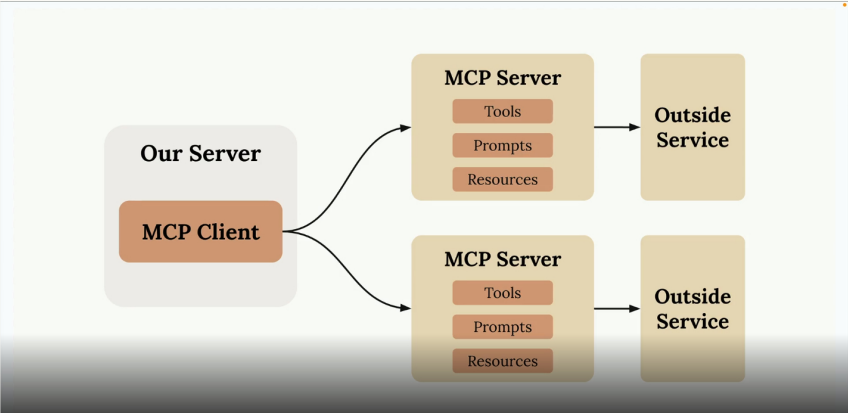 Our Server
MCP Client
MCP Server
Tools
Prompts
Resources
Outside
Service
MCP Server
Tools
Prompts
Resources
Outside
Service